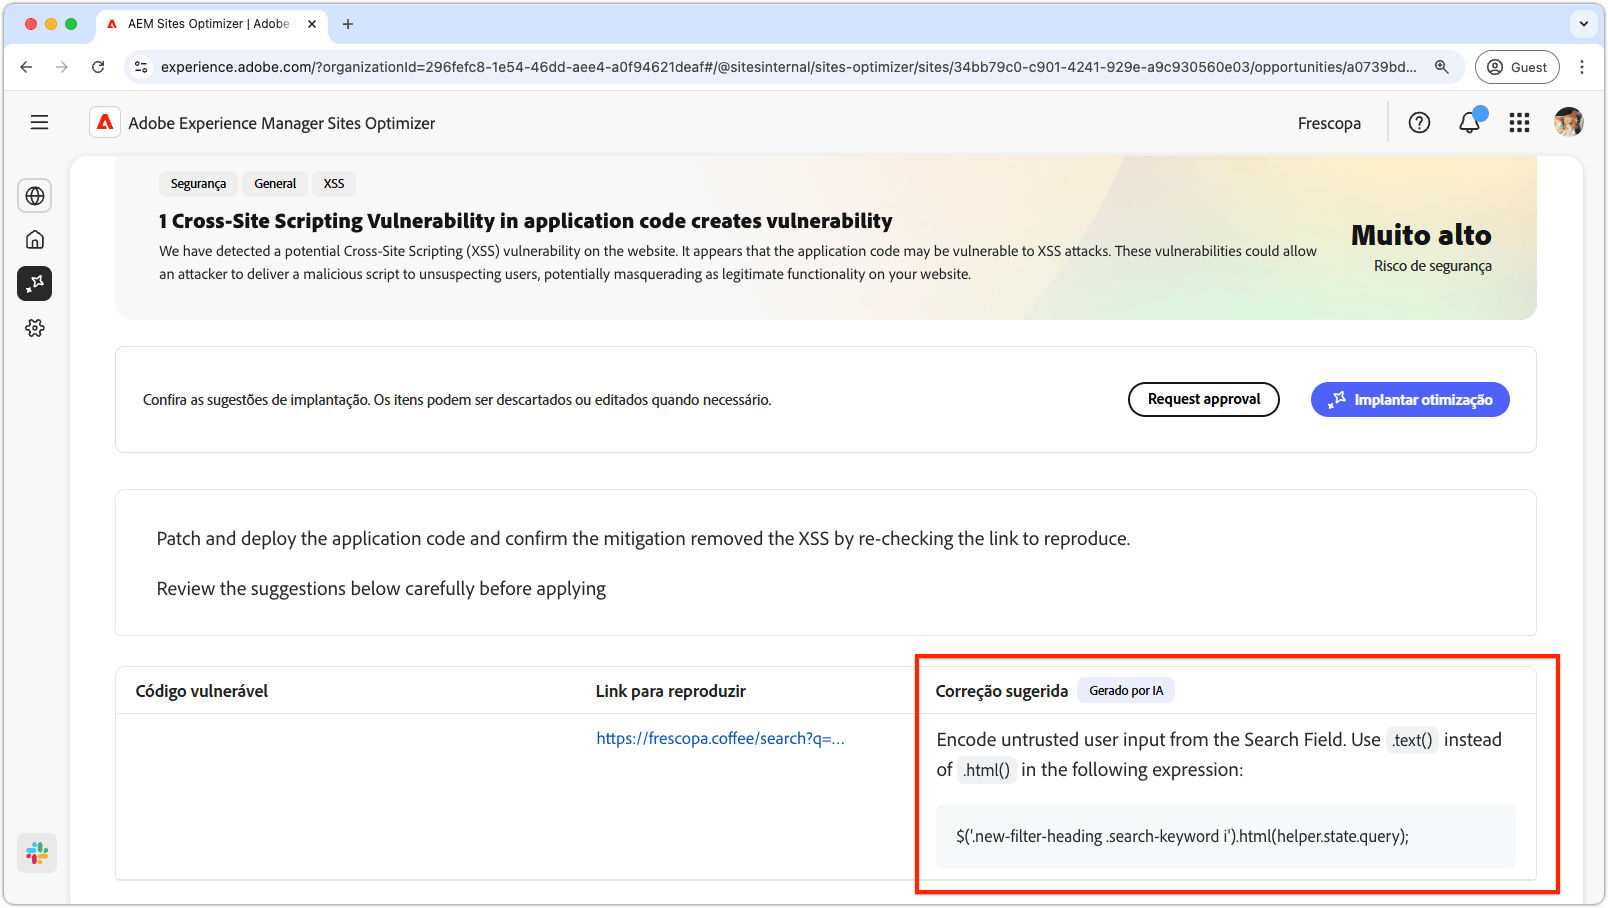 AEM Sites Optimizer | Adobe
experience.adobe.com/?organizationId=296fefc8-1e54-46dd-aee4-a0f94621deaf#/@sitesinternal/sites-optimizer/sites/34bb79c0-c901-4241-929e-a9c930560e03/opportunities/a0739bd...
Guest
Adobe Experience Manager Sites Optimizer
Frescopa
Segurança General XSS
1 Cross-Site Scripting Vulnerability in application code creates vulnerability
We have detected a potential Cross-Site Scripting (XSS) vulnerability on the website. It appears that the application code may be vulnerable to XSS attacks. These vulnerabilities could allow
an attacker to deliver a malicious script to unsuspecting users, potentially masquerading as legitimate functionality on your website.
Muito alto
Risco de segurança
Confira as sugestões de implantação. Os itens podem ser descartados ou editados quando necessário.
Request approval
Implantar otimização
Patch and deploy the application code and confirm the mitigation removed the XSS by re-checking the link to reproduce.
Review the suggestions below carefully before applying
Código vulnerável
Link para reproduzir
Correção sugerida Gerado por IA
https://frescopa.coffee/search?q=...
Encode untrusted user input from the Search Field. Use .text() instead
of .html() in the following expression:
$('.new-filter-heading .search-keyword i').html(helper.state.query);